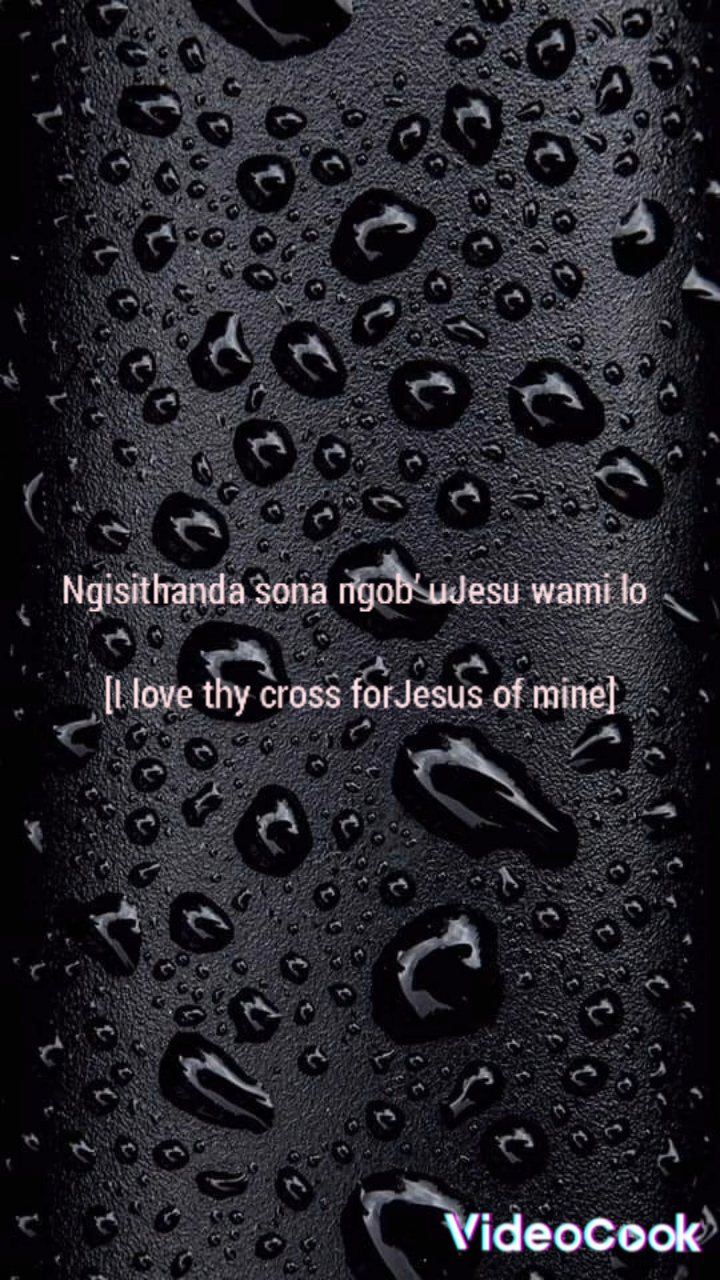 Ngisithanda sona ngob' uJesu wami lo
[I love thy cross forJesus of mine]
VideoCook